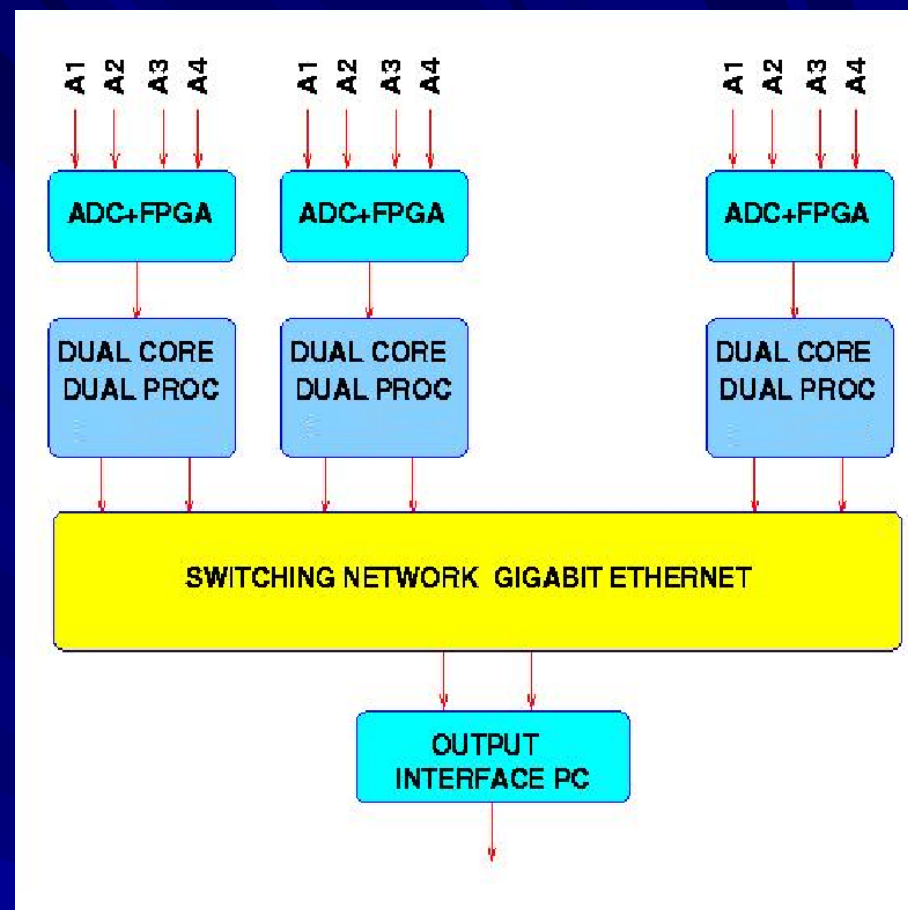 A1 A2 A3 A4 A1 A2 A3 A4 A1 A2 A3 A4
ADC+FPGA ADC+FPGA ADC+FPGA
DUAL CORE DUAL CORE DUAL CORE
DUAL PROC DUAL PROC DUAL PROC
SWITCHING NETWORK GIGABIT ETHERNET
OUTPUT
INTERFACE PC